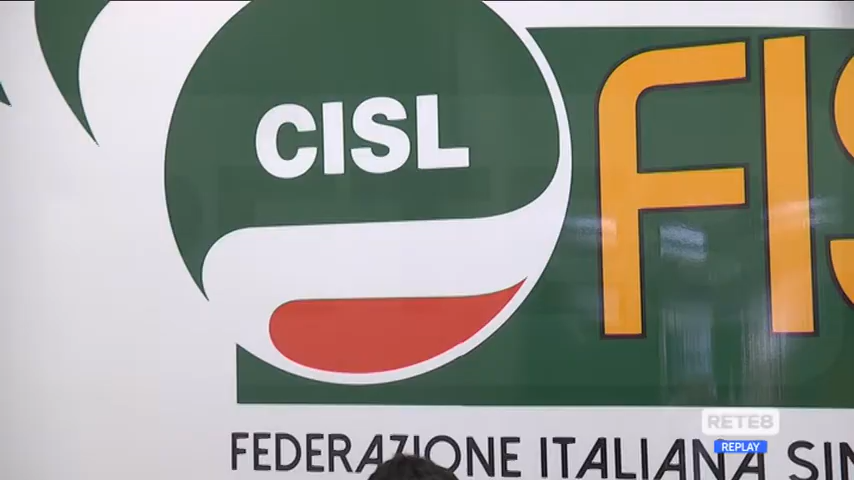 CISL
FIS
FEDERAZIONE ITALIANA SIN
RETE8
REPLAY